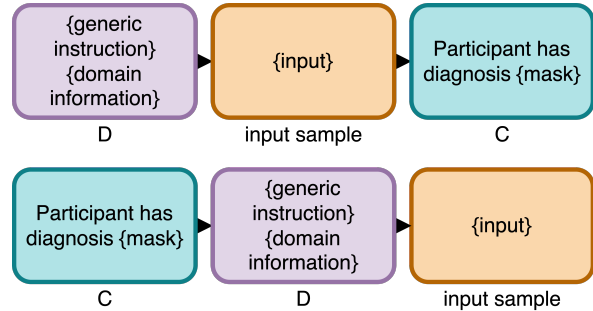 {generic
instruction}
{domain
information}
{input}
Participant has
diagnosis {mask}
D
input sample
C
Participant has
diagnosis {mask}
{generic
instruction}
{domain
information}
{input}
C
D
input sample